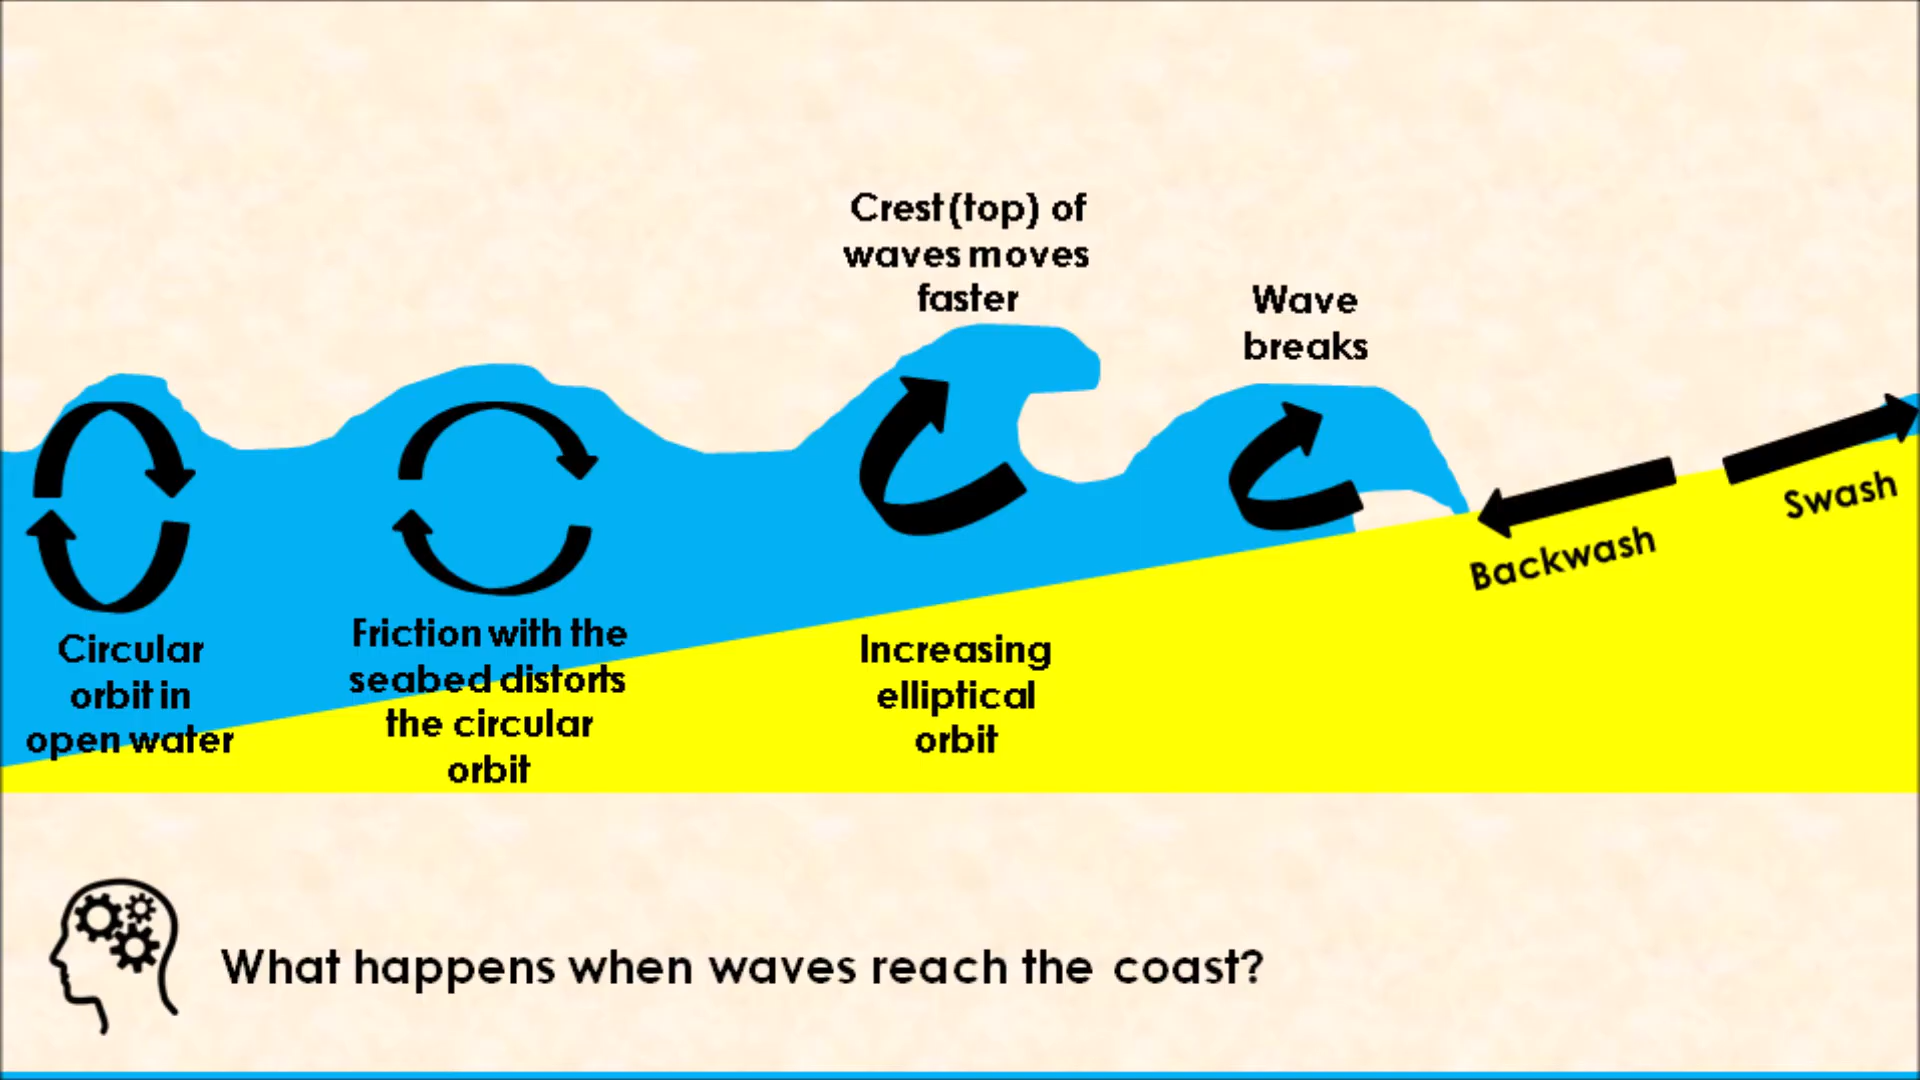 Crest (top) of
waves moves
faster
Wave
breaks
Swash
Backwash
Circular
orbit in
open water
Friction with the
seabed distorts
the circular
orbit
Increasing
elliptical
orbit
What happens when waves reach the coast?